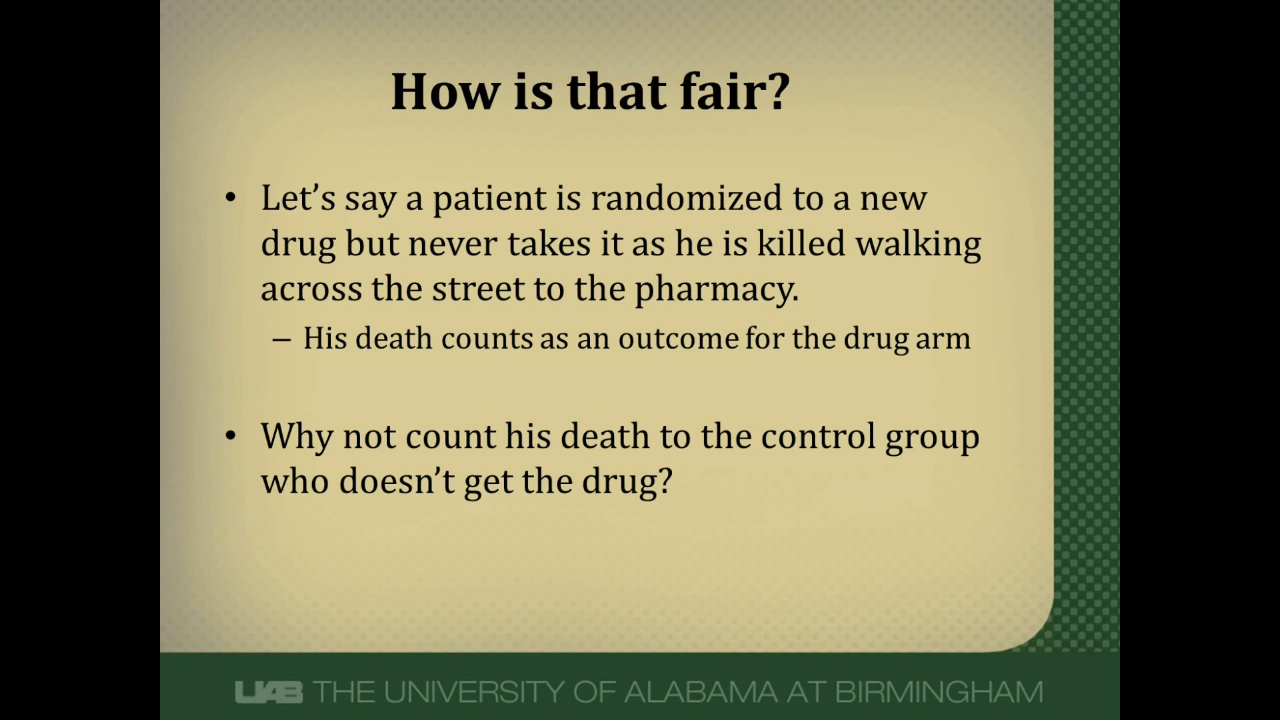 How is that fair?
• Let’s say a patient is randomized to a new
drug but never takes it as he is killed walking
across the street to the pharmacy.
– His death counts as an outcome for the drug arm
• Why not count his death to the control group
who doesn’t get the drug?
UAB THE UNIVERSITY OF ALABAMA AT BIRMINGHAM